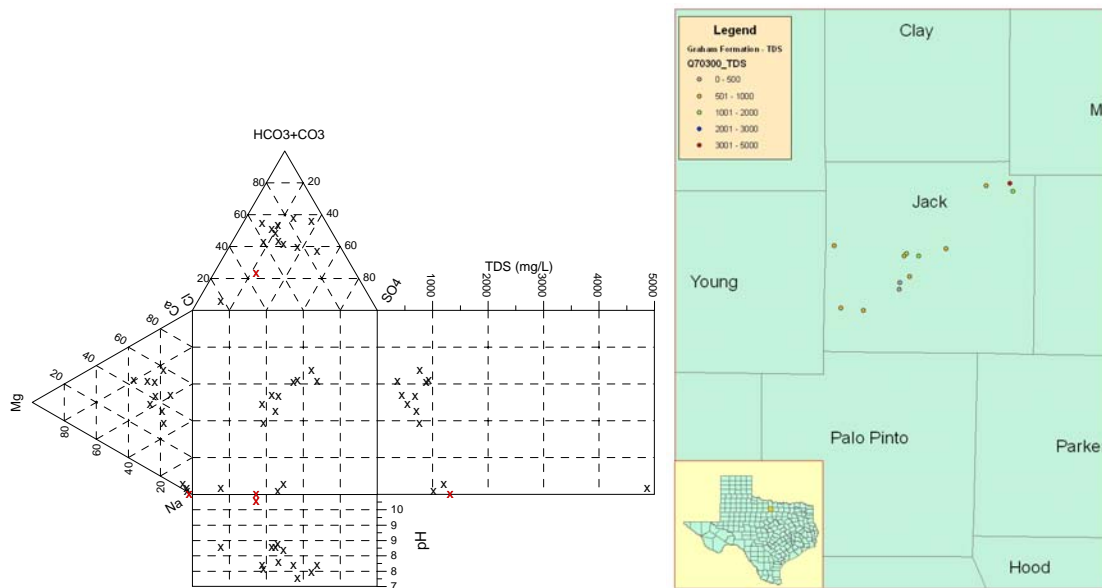 HCO3+CO3
80 20
60 40
40 60
20 80
Cl SO4
TDS (mg/L)
1000
2000
3000
4000
5000
Ca
80
60
40
20
Mg
80
60
40
20
Na
10
9
9
8
8
7
pH
Legend
Graham Formation - TDS
Q70300_TDS
0 - 500
501 - 1000
1001 - 2000
2001 - 3000
3001 - 5000
Clay
M
Jack
Young
Palo Pinto
Parke
Hood